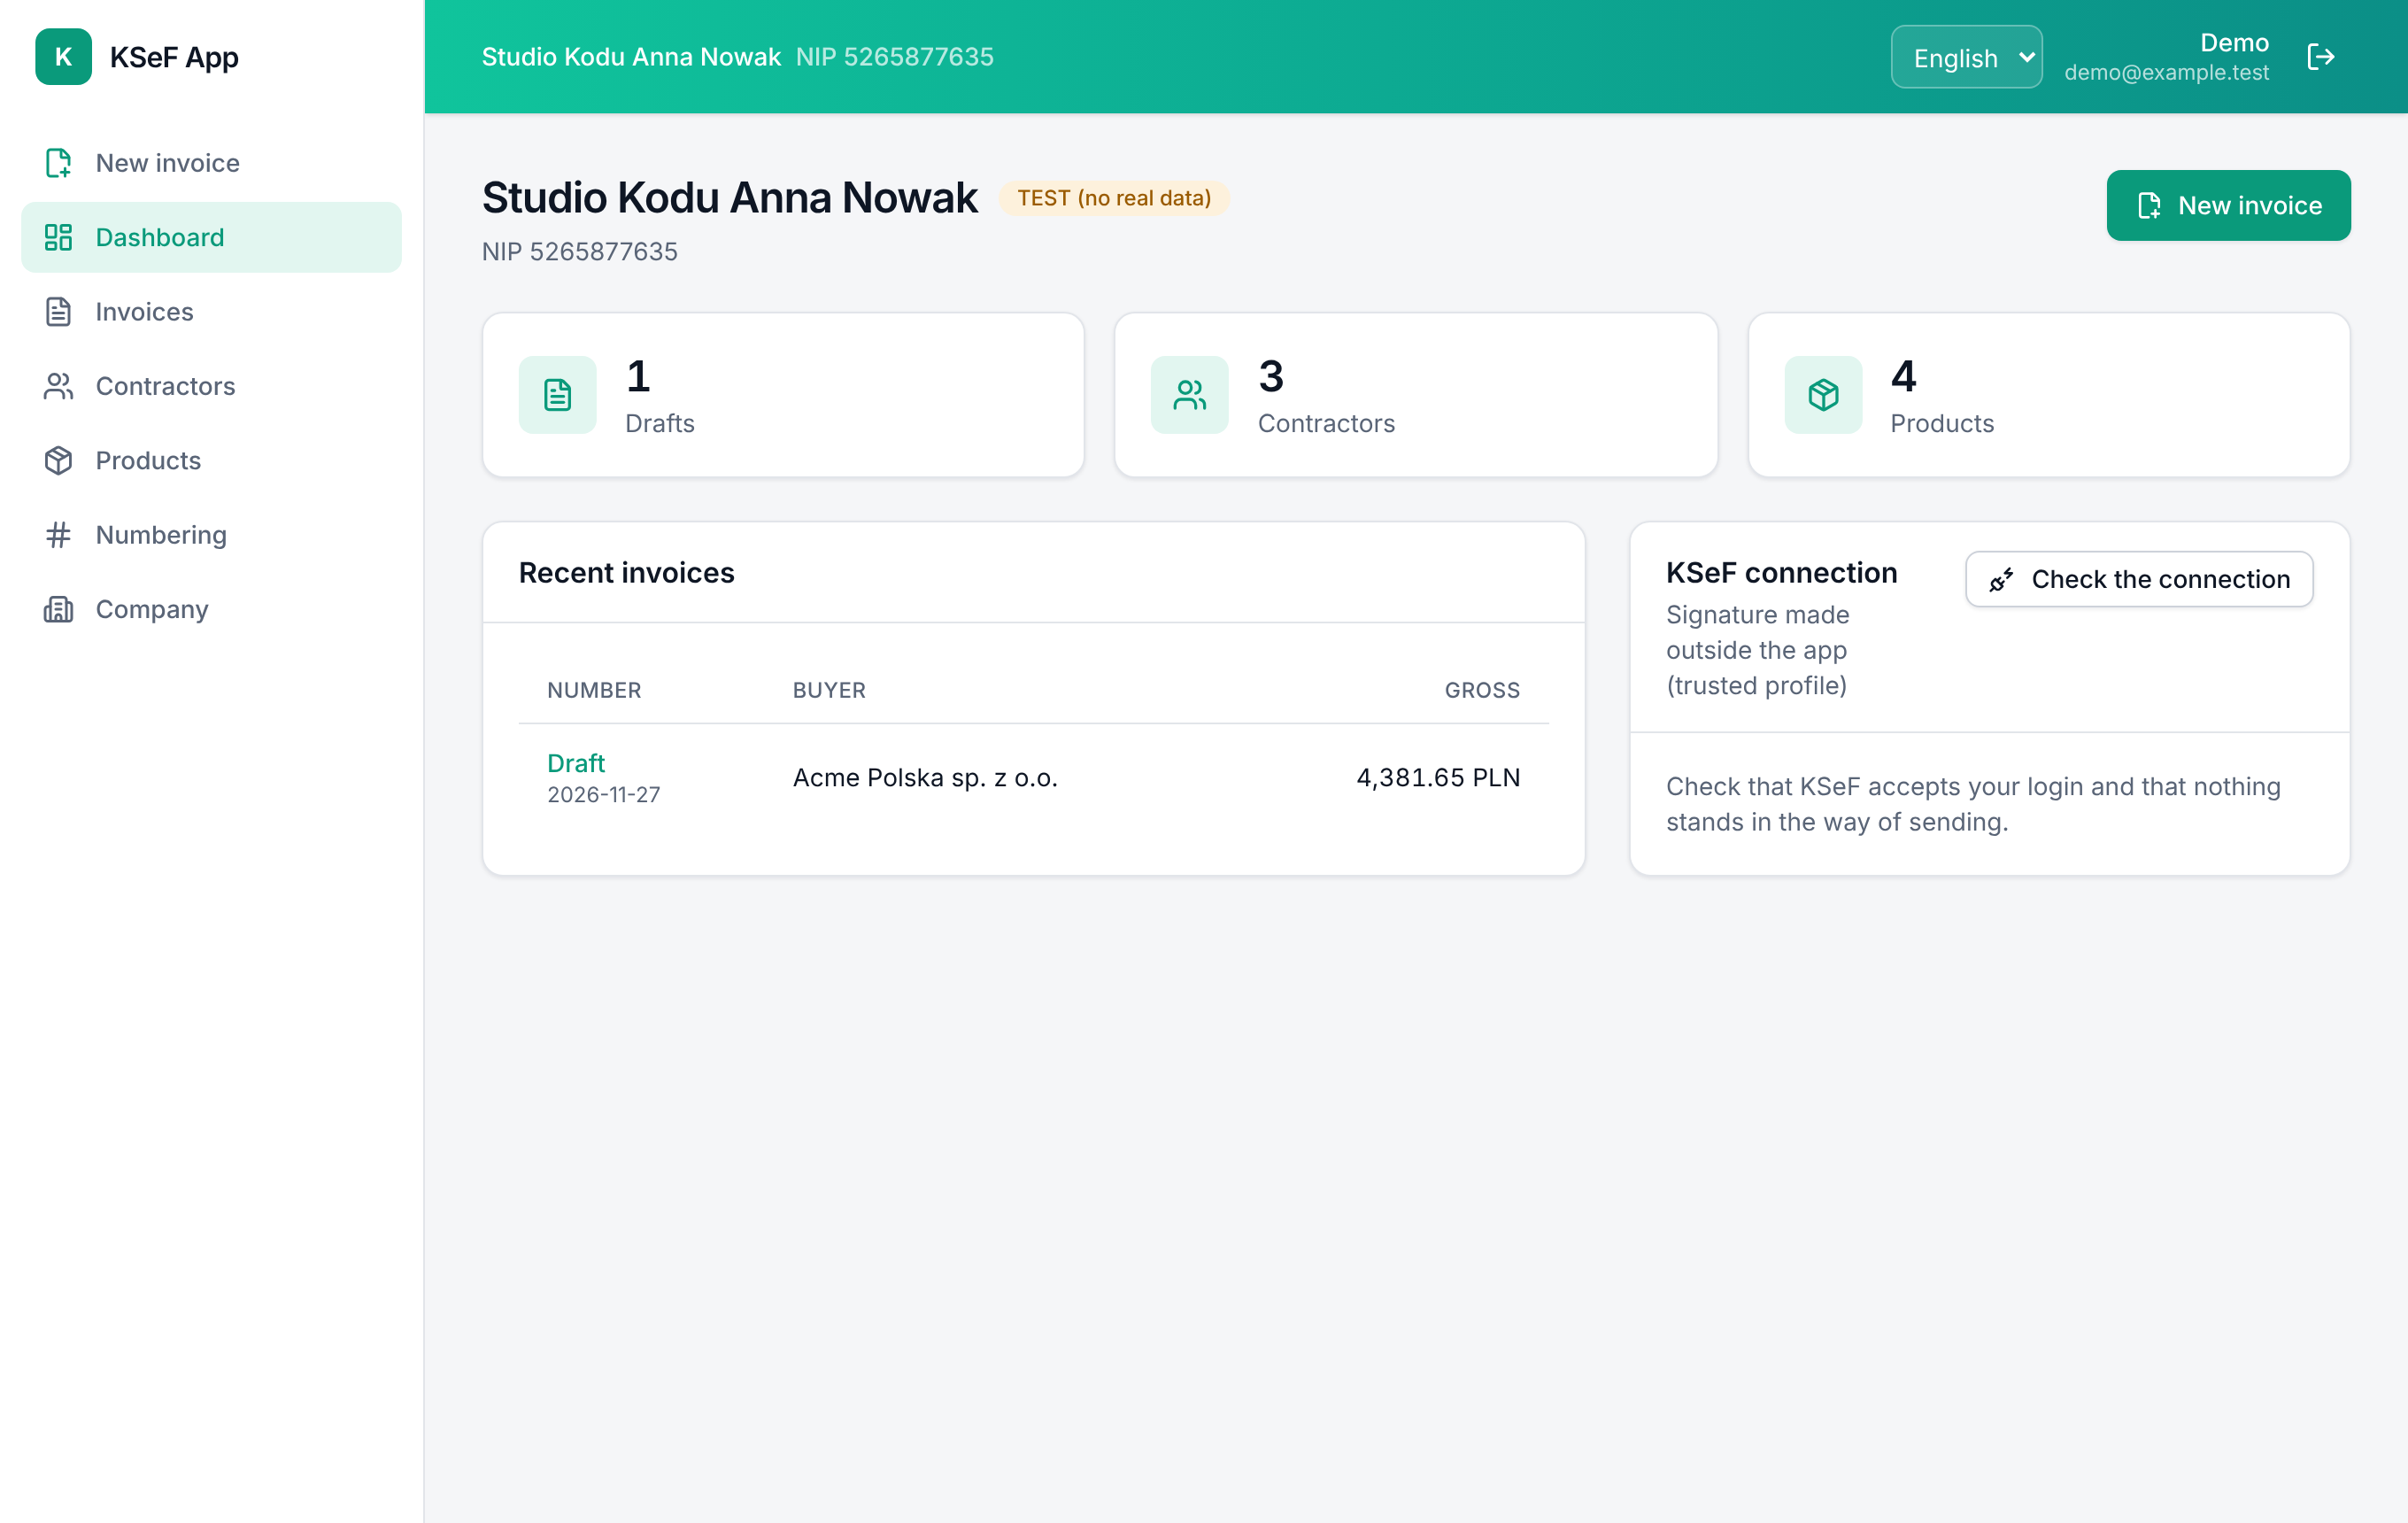 K KSeF App
New invoice
Dashboard
Invoices
Contractors
Products
Numbering
Company
Studio Kodu Anna Nowak NIP 5265877635
English
Demo
demo@example.test
Studio Kodu Anna Nowak TEST (no real data)
NIP 5265877635
New invoice
1
Drafts
3
Contractors
4
Products
Recent invoices
NUMBER BUYER GROSS
Draft
2026-11-27
Acme Polska sp. z o.o. 4,381.65 PLN
KSeF connection
Signature made
outside the app
(trusted profile)
Check the connection
Check that KSeF accepts your login and that nothing
stands in the way of sending.